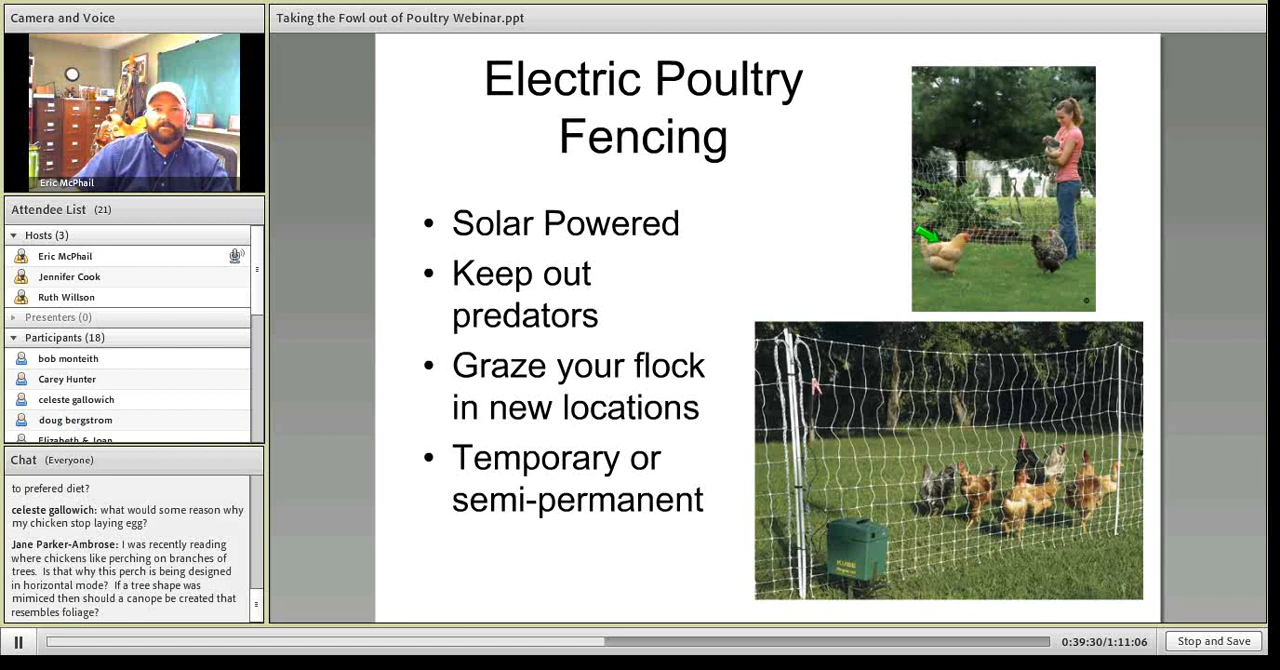 Camera and Voice
Eric McPhail
Attendee List (21)
Hosts (3)
Eric McPhail
Jennifer Cook
Ruth Willson
Presenters (0)
Participants (18)
bob monteith
Carey Hunter
celeste gallowich
doug bergstrom
Elizabeth & Joan
Chat (Everyone)
to prefered diet?
celeste gallowich: what would some reason why
my chicken stop laying egg?
Jane Parker-Ambrose: I was recently reading
where chickens like perching on branches of
trees. Is that why this perch is being designed
in horizontal mode? If a tree shape was
mimiced then should a canope be created that
resembles foliage?
Taking the Fowl out of Poultry Webinar.ppt
Electric Poultry
Fencing
• Solar Powered
• Keep out
predators
• Graze your flock
in new locations
• Temporary or
semi-permanent
0:39:30/1:11:06
Stop and Save